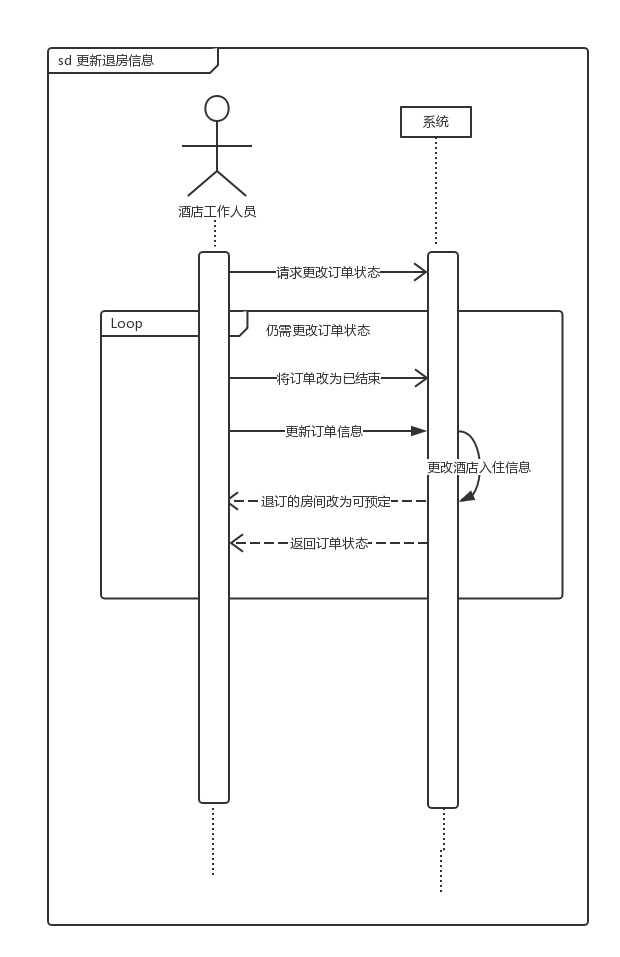 sd 更新退房信息
系统
酒店工作人员
请求更改订单状态
Loop
仍需更改订单状态
将订单改为已结束
更新订单信息
更改酒店入住信息
退订的房间改为可预定
返回订单状态